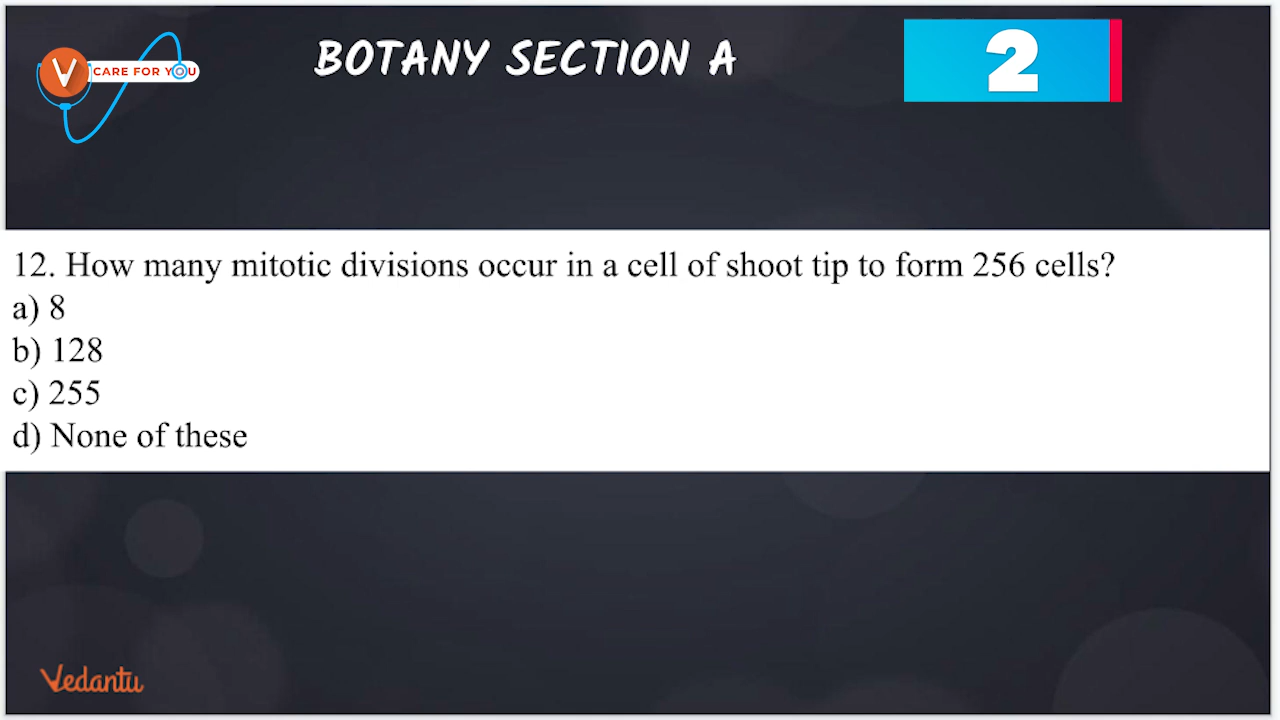 BOTANY SECTION A
2
V CARE FOR YOU
12. How many mitotic divisions occur in a cell of shoot tip to form 256 cells?
a) 8
b) 128
c) 255
d) None of these
Vedantu